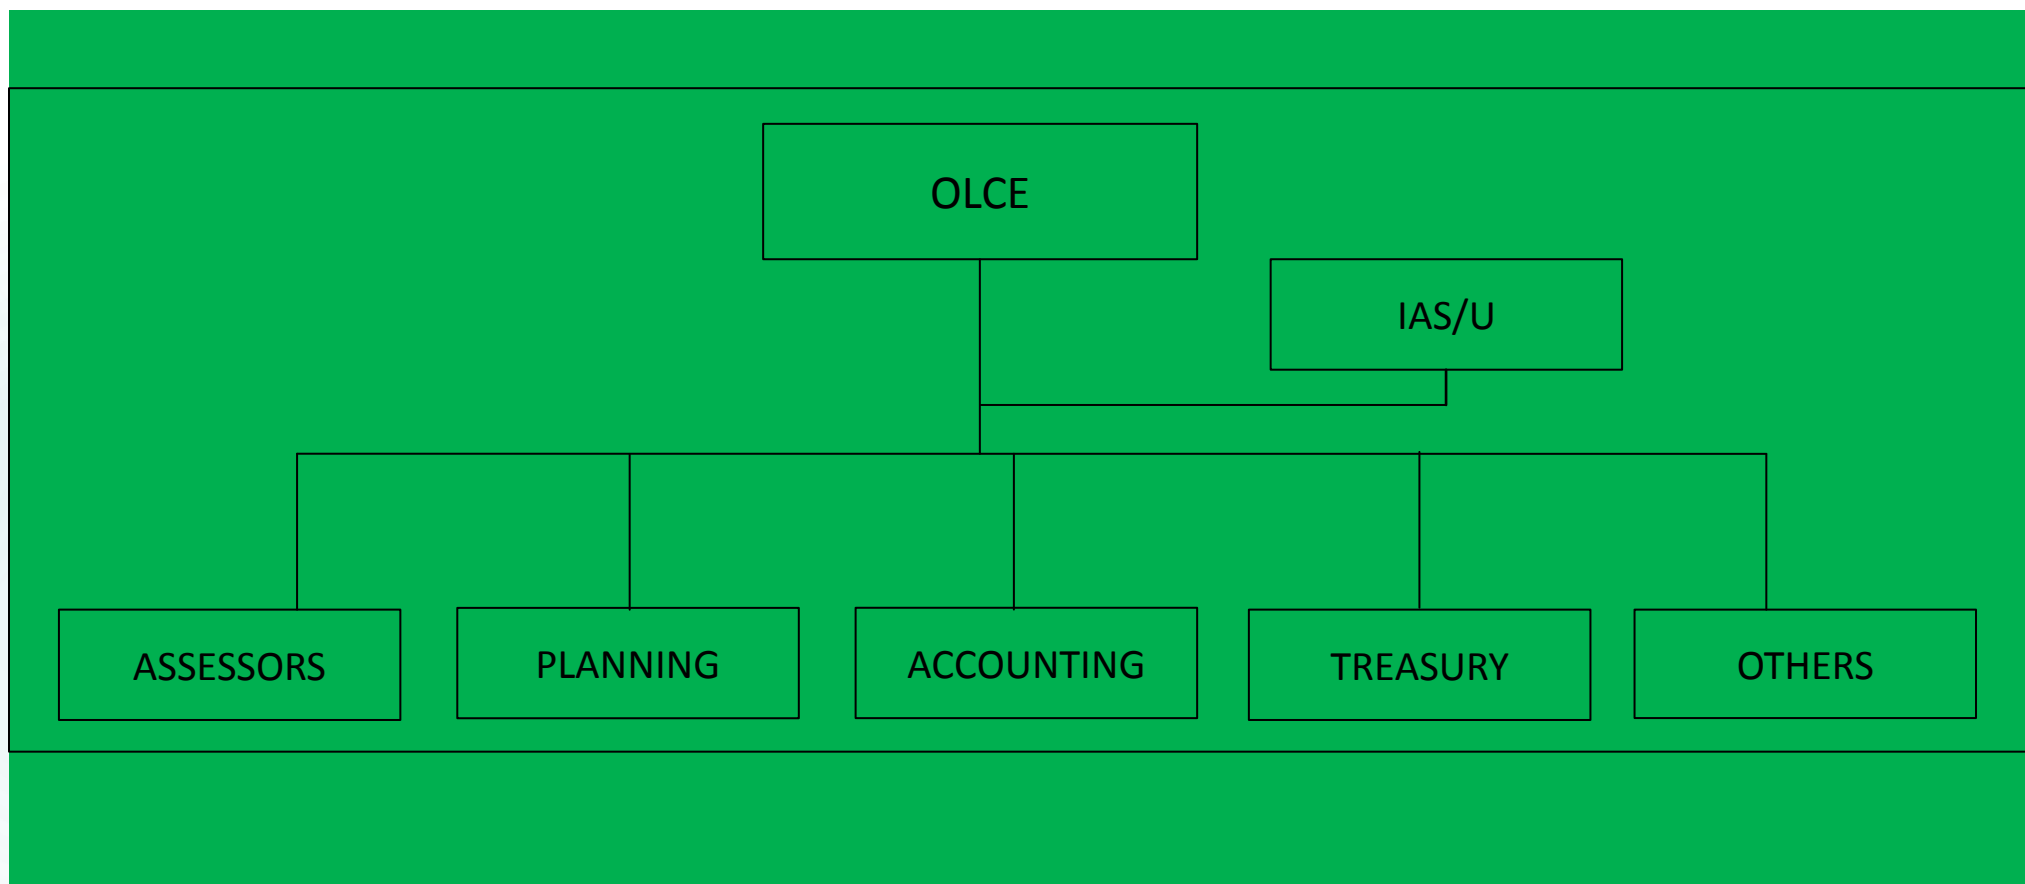 OLCE
IAS/U
ASSESSORS
PLANNING
ACCOUNTING
TREASURY
OTHERS